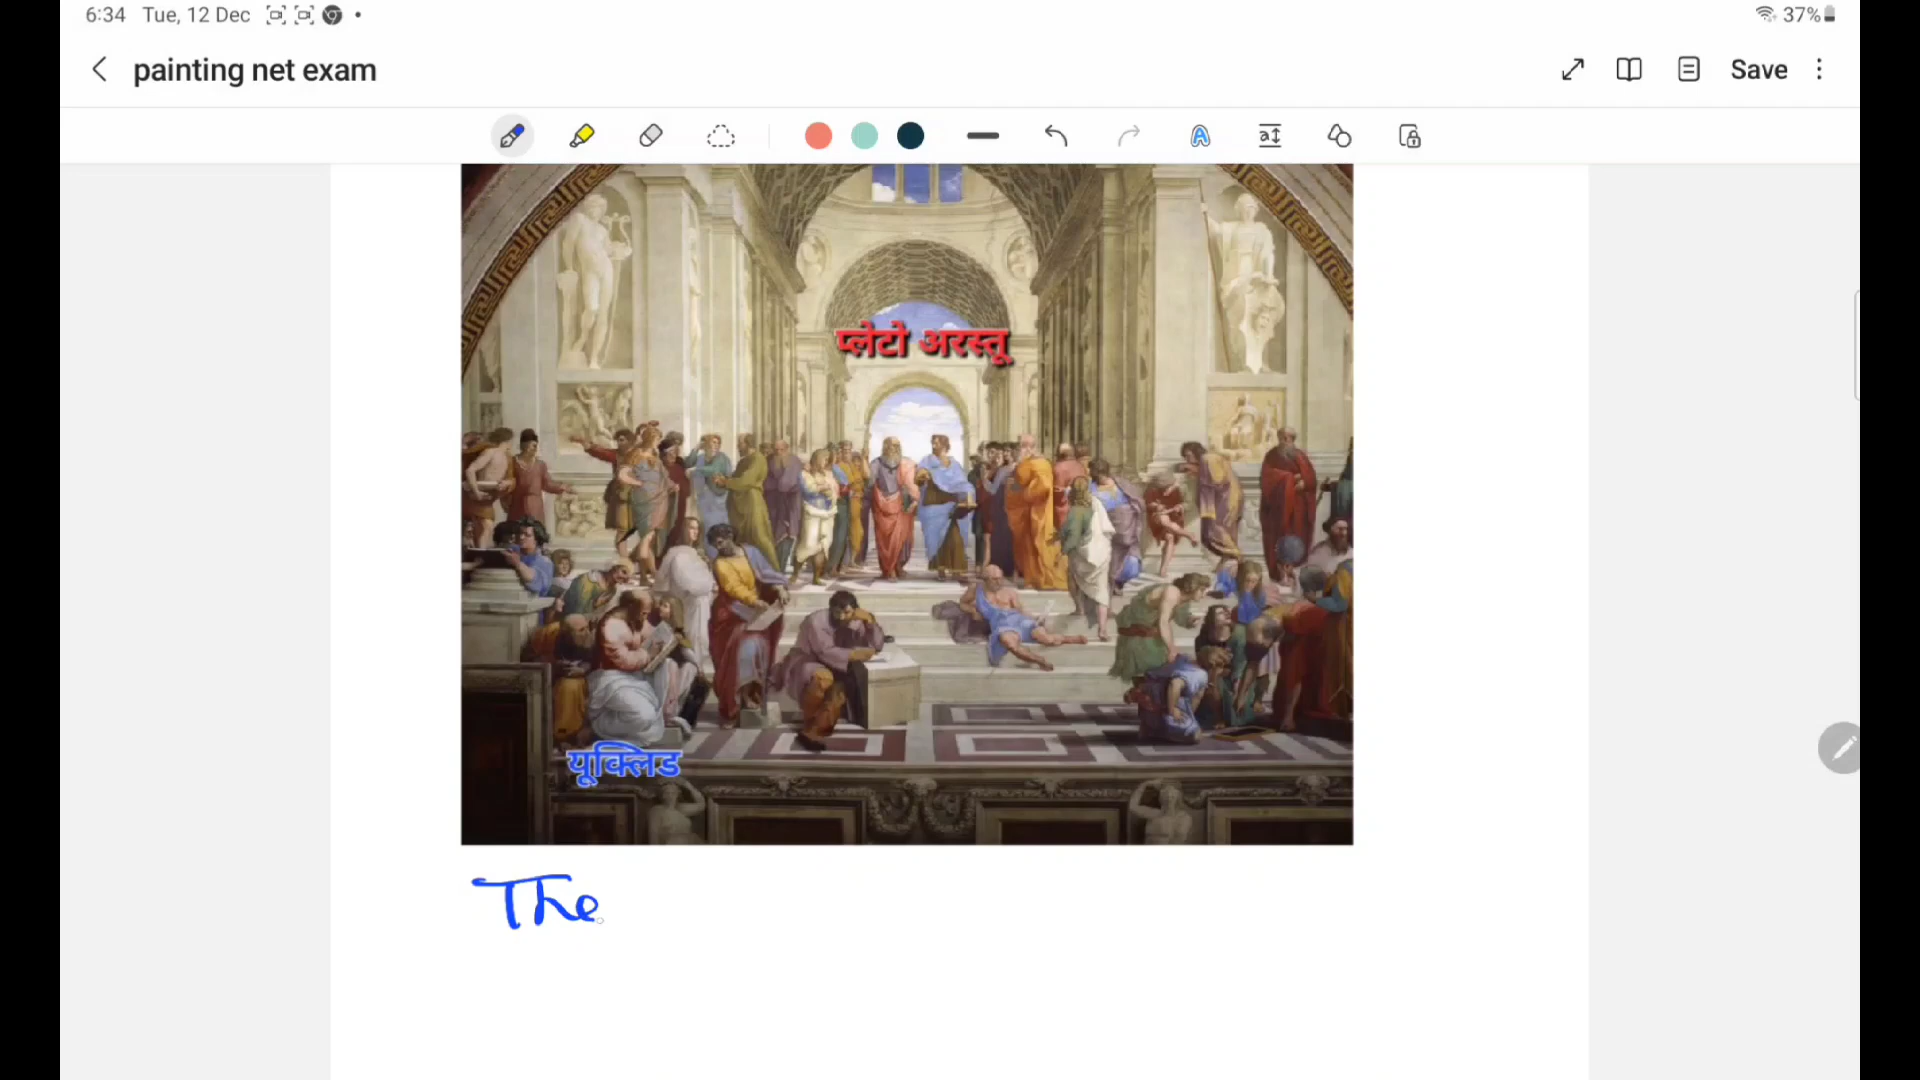 6:34 Tue, 12 Dec 37%
painting net exam Save
प्लेटो अरस्तू
यूक्लिड
The